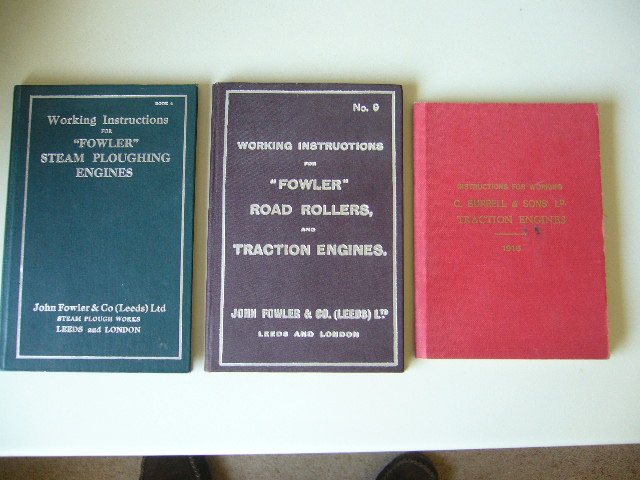 BOOK 4
Working Instructions
FOR
"FOWLER"
STEAM PLOUGHING
ENGINES
John Fowler & Co (Leeds) Ltd
STEAM PLOUGH WORKS
LEEDS and LONDON
No. 9
WORKING INSTRUCTIONS
FOR
"FOWLER"
ROAD ROLLERS,
AND
TRACTION ENGINES.
JOHN FOWLER & CO. (LEEDS) LTD
LEEDS AND LONDON
INSTRUCTIONS FOR WORKING
C. BURRELL & SONS LD
TRACTION ENGINES